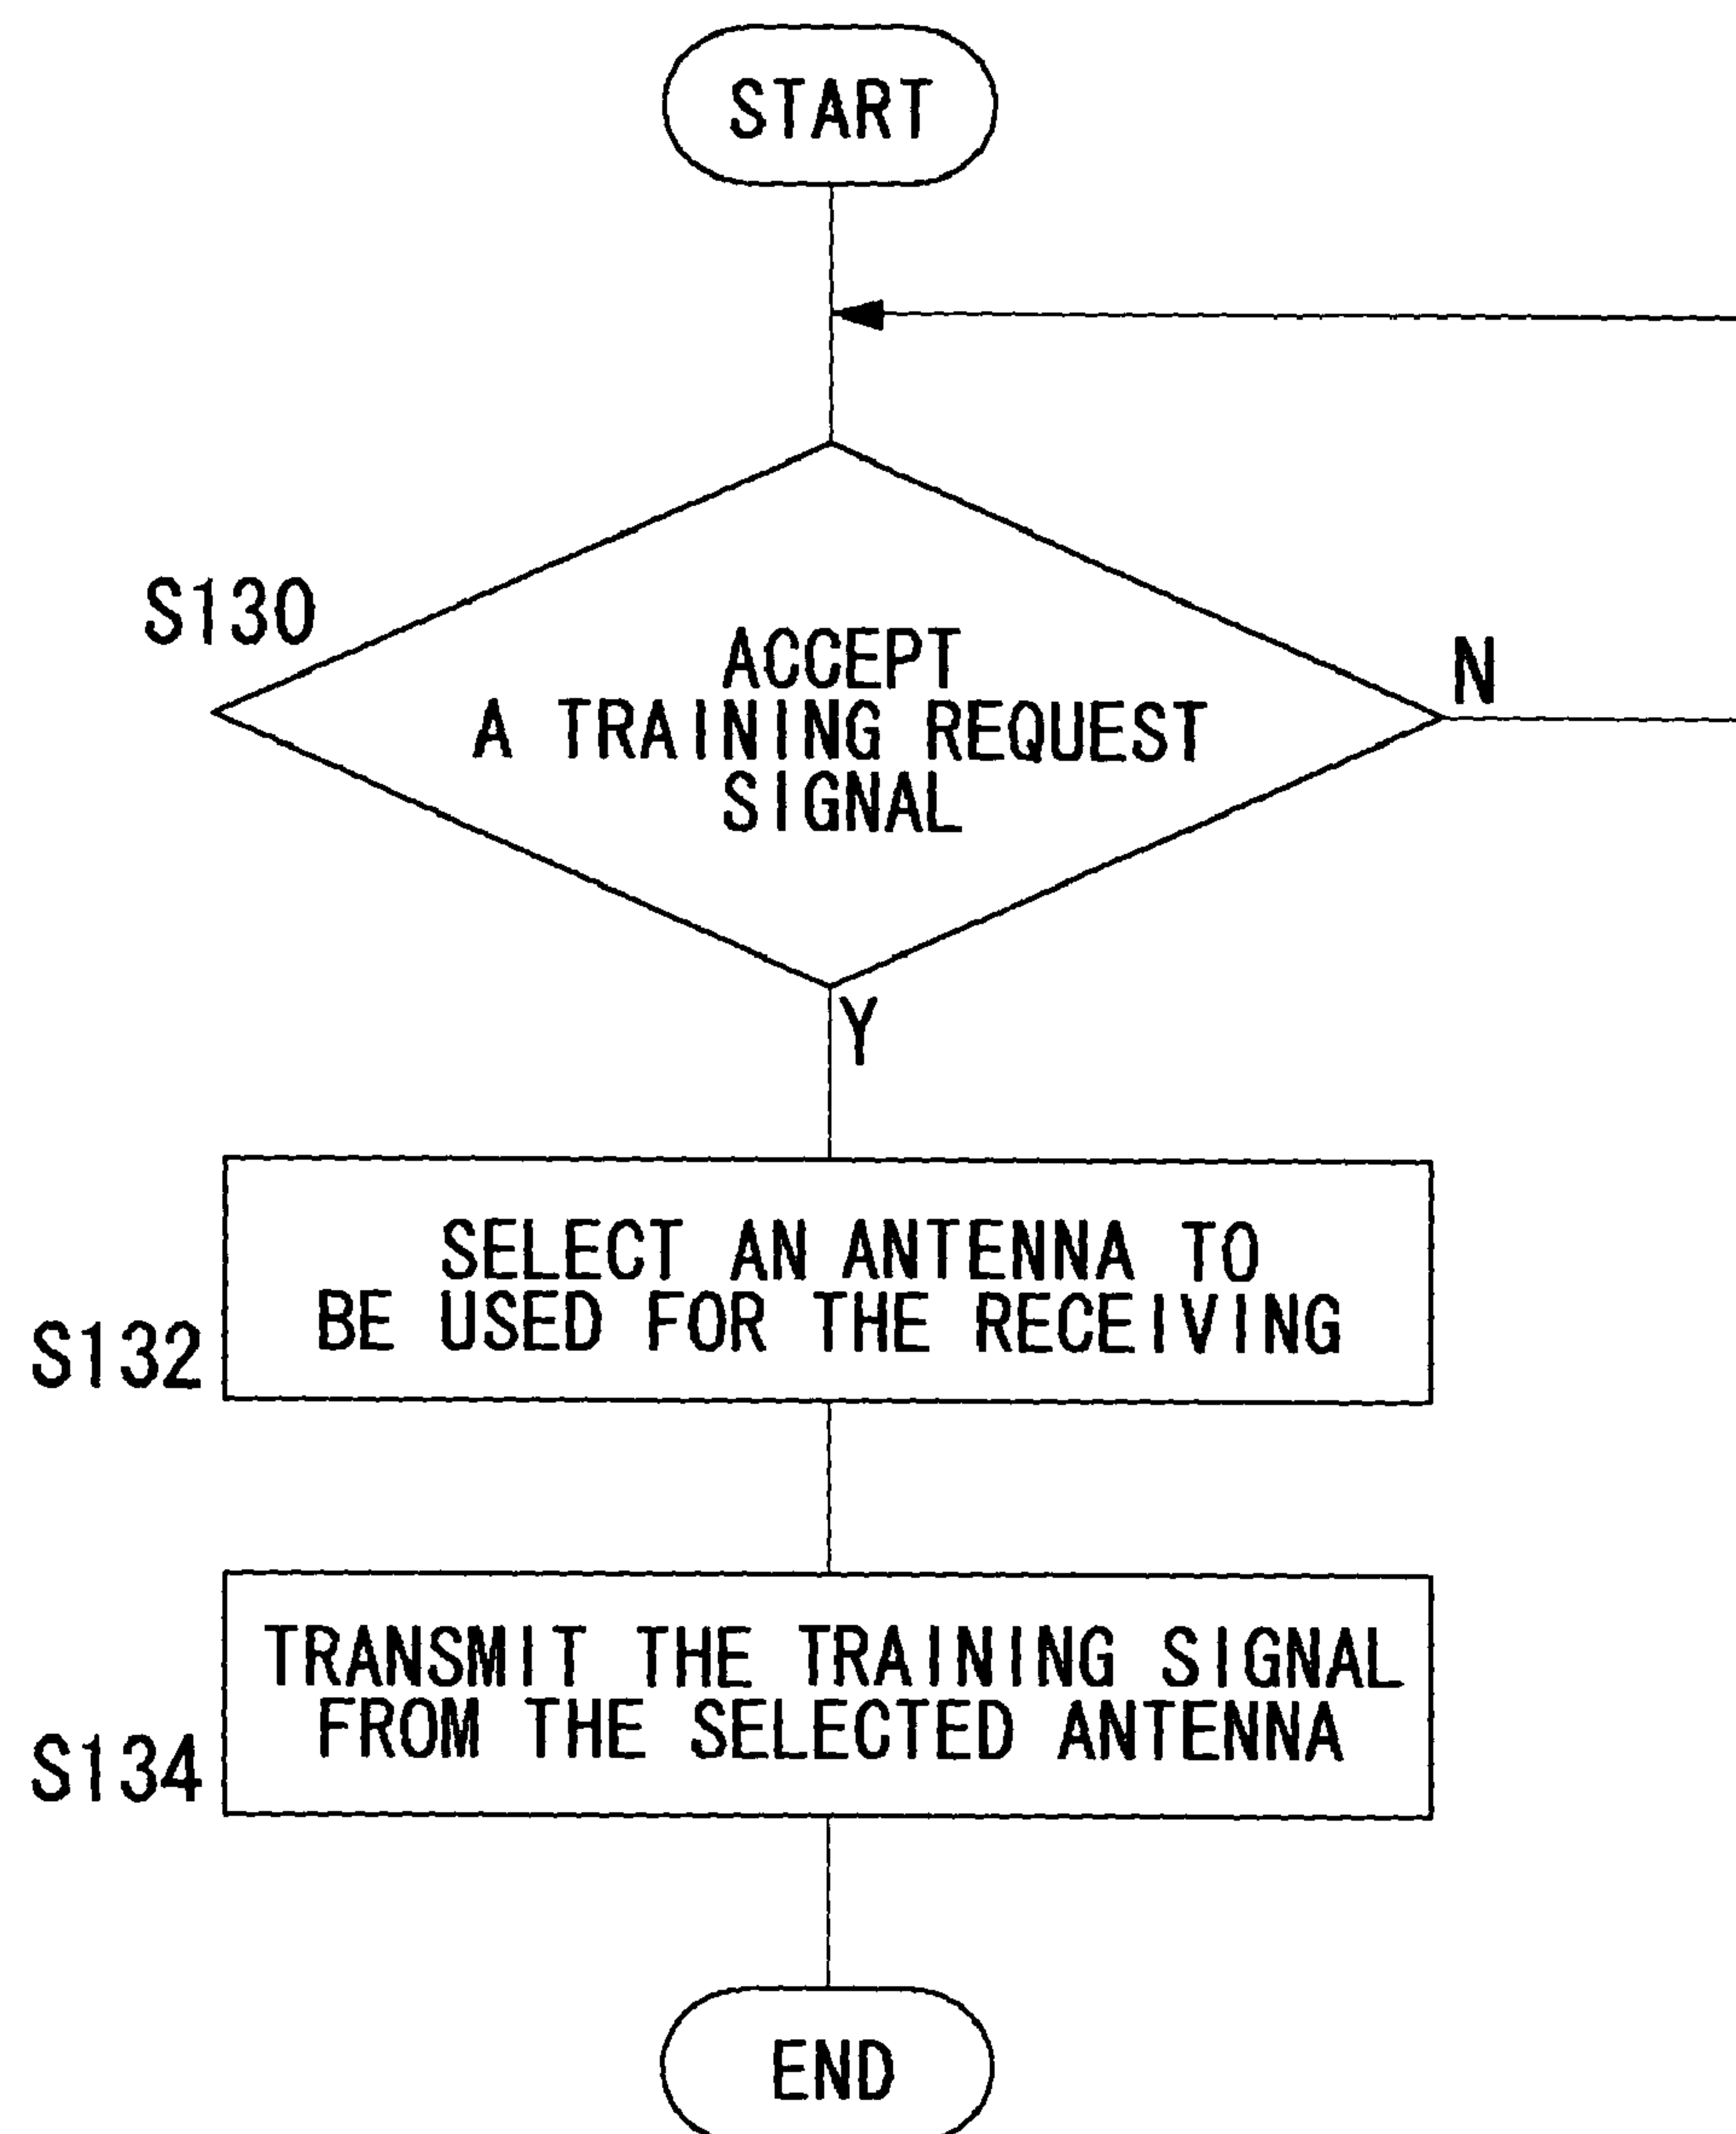 START
S130
ACCEPT
A TRAINING REQUEST
SIGNAL
N
Y
SELECT AN ANTENNA TO
BE USED FOR THE RECEIVING
S132
TRANSMIT THE TRAINING SIGNAL
FROM THE SELECTED ANTENNA
S134
END